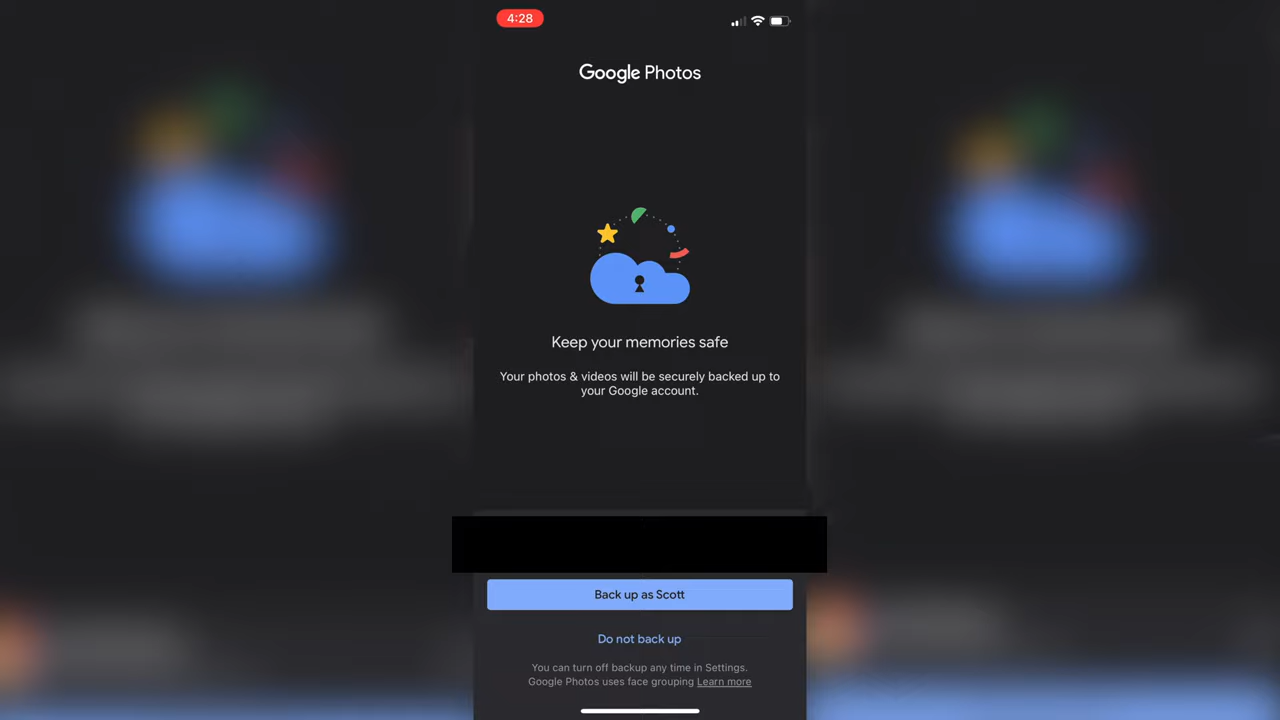 4:28
Google Photos
Keep your memories safe
Your photos & videos will be securely backed up to
your Google account.
Back up as Scott
Do not back up
You can turn off backup any time in Settings.
Google Photos uses face grouping Learn more